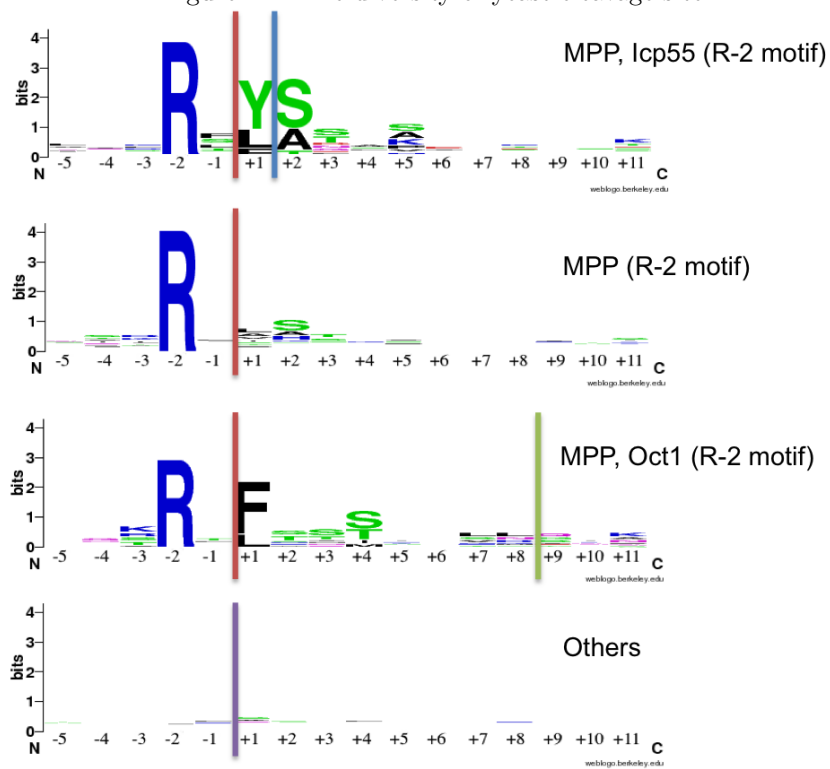 MPP, Icp55 (R-2 motif)
bits
4
3
2
1
0
R YS
L A S S A K
-5 -4 -3 -2 -1 +1 +2 +3 +4 +5 +6 +7 +8 +9 +10 +11
N C
weblogo.berkeley.edu
MPP (R-2 motif)
bits
4
3
2
1
0
R S
-5 -4 -3 -2 -1 +1 +2 +3 +4 +5 +6 +7 +8 +9 +10 +11
N C
weblogo.berkeley.edu
MPP, Oct1 (R-2 motif)
bits
4
3
2
1
0
R F S
L T
-5 -4 -3 -2 -1 +1 +2 +3 +4 +5 +6 +7 +8 +9 +10 +11
N C
weblogo.berkeley.edu
Others
bits
4
3
2
1
0
-5 -4 -3 -2 -1 +1 +2 +3 +4 +5 +6 +7 +8 +9 +10 +11
N C
weblogo.berkeley.edu